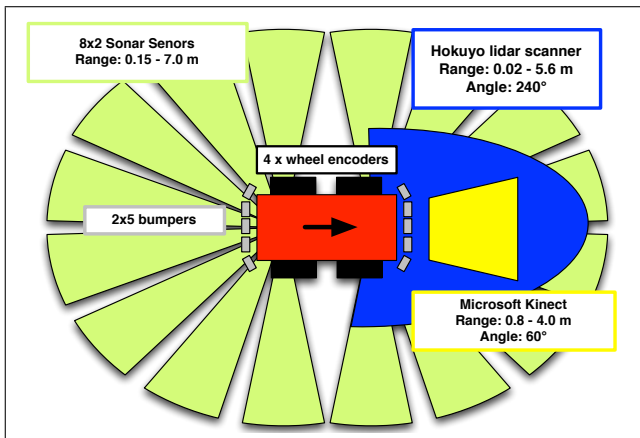 8x2 Sonar Senors
Range: 0.15 - 7.0 m
Hokuyo lidar scanner
Range: 0.02 - 5.6 m
Angle: 240°
4 x wheel encoders
2x5 bumpers
Microsoft Kinect
Range: 0.8 - 4.0 m
Angle: 60°